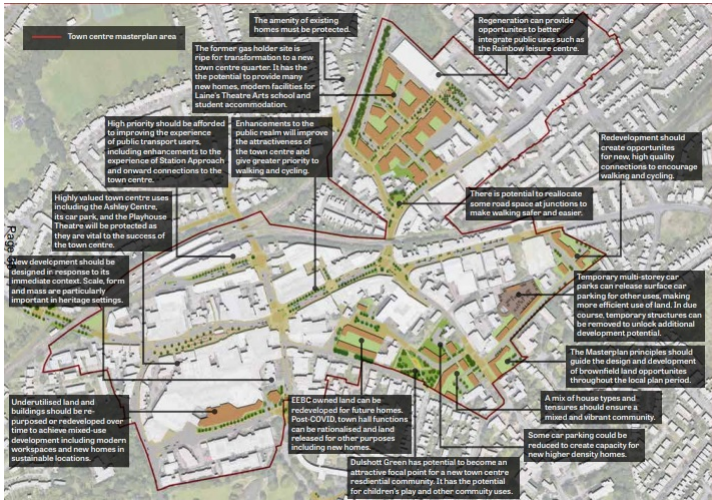 Town centre masterplan area
The amenity of existing
homes must be protected.
Regeneration can provide
opportunites to better
integrate public uses such as
the Rainbow leisure centre.
The former gas holder site is
ripe for transformation to a new
town centre quarter. It has the
the potential to provide many
new homes, modern facilities for
Laine's Theatre Arts school and
student accommodation.
High priority should be afforded
to improving the experience
of public transport users,
including enhancements to the
experience of Station Approach
and onward connections to the
town centre.
Enhancements to the
public realm will improve
the attractiveness of
the town centre and
give greater priority to
walking and cycling.
Redevelopment should
create opportunites
for new, high quality
connections to encourage
walking and cycling.
Highly valued town centre uses
including the Ashley Centre,
its car park, and the Playhouse
Theatre will be protected as
they are vital to the success of
the town centre.
There is potential to reallocate
some road space at junctions to
make walking safer and easier.
Page
New development should be
designed in response to its
immediate context. Scale, form
and mass are particularly
important in heritage settings.
Temporary multi-storey car
parks can release surface car
parking for other uses, making
more efficient use of land. In due
course, temporary structures can
be removed to unlock additional
development potential.
The Masterplan principles should
guide the design and development
of brownfield land opportunities
throughout the local plan period.
Underutilised land and
buildings should be re-
purposed or redeveloped over
time to achieve mixed-use
development including modern
workspaces and new homes in
sustainable locations.
EEBC owned land can be
redeveloped for future homes.
Post-COVID, town hall functions
can be rationalised and land
released for other purposes
including new homes.
A mix of house types and
tensures should ensure a
mixed and vibrant community.
Some car parking could be
reduced to create capacity for
new higher density homes.
Dulshott Green has potential to become an
attractive focal point for a new town centre
resdiential community. It has the potential
for children's play and other commuity uses.